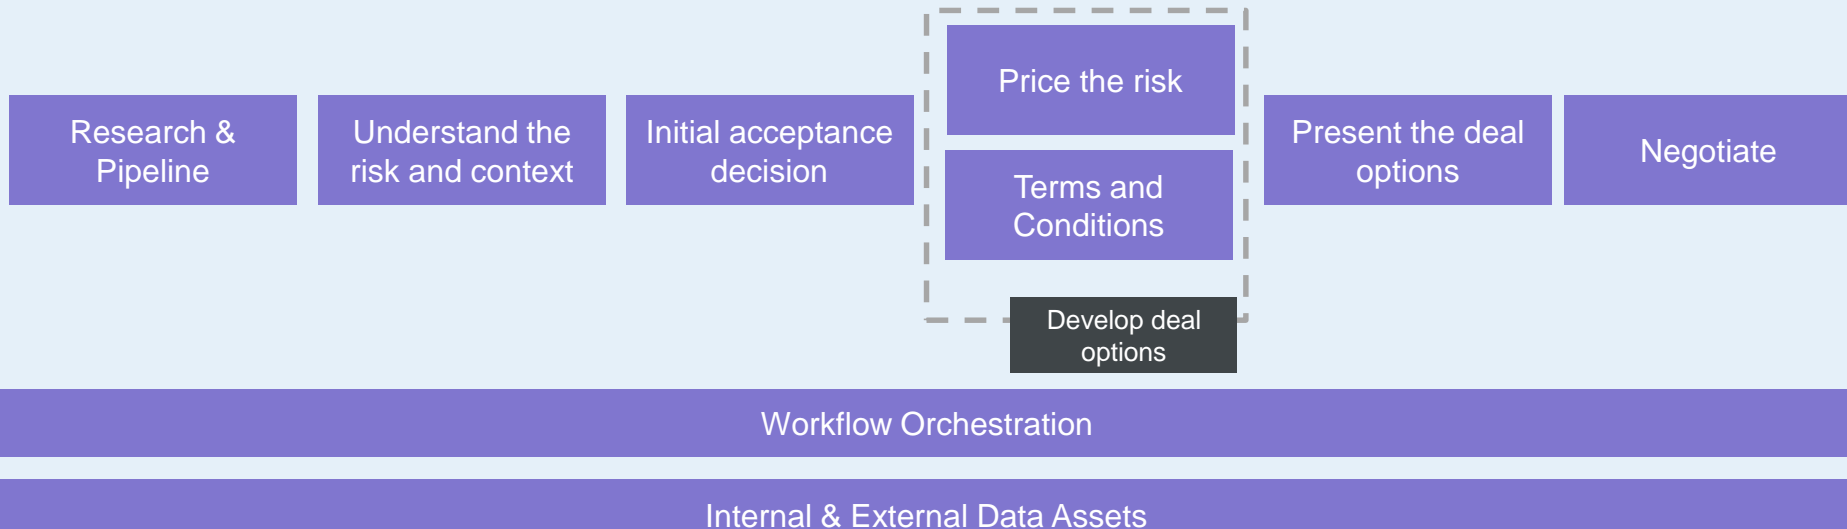 Research &
Pipeline
Understand the
risk and context
Initial acceptance
decision
Price the risk
Terms and
Conditions
Develop deal
options
Present the deal
options
Negotiate
Workflow Orchestration
Internal & External Data Assets